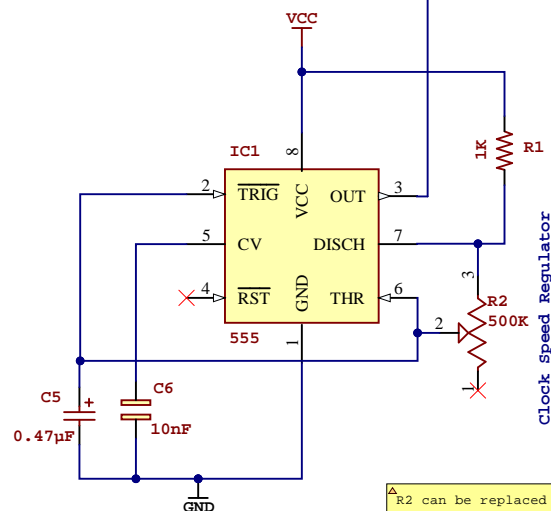 VCC
IC1
8
1K
R1
2
TRIG
VCC
OUT
3
5
CV
DISCH
7
4
RST
GND
THR
6
3
R2
500K
2
1
555
1
Clock Speed Regulator
C5
+
0.47µF
C6
10nF
GND
R2 can be replaced